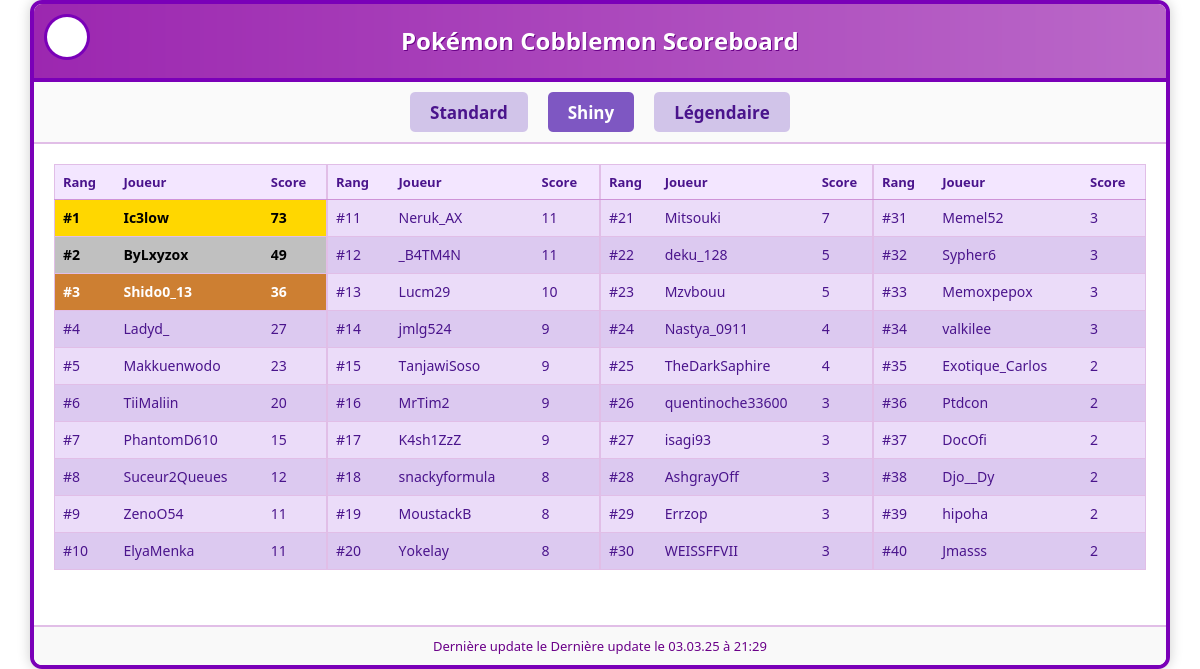 Pokémon Cobblemon Scoreboard
Standard Shiny Légendaire
Rang Joueur Score Rang Joueur Score Rang Joueur Score Rang Joueur Score
#1 Ic3low 73 #11 Neruk_AX 11 #21 Mitsouki 7 #31 Memel52 3
#2 ByLxyzox 49 #12 _B4TM4N 11 #22 deku_128 5 #32 Sypher6 3
#3 Shido0_13 36 #13 Lucm29 10 #23 Mzvbouu 5 #33 Memoxpepox 3
#4 Ladyd_ 27 #14 jmlg524 9 #24 Nastya_0911 4 #34 valkilee 3
#5 Makkuenwodo 23 #15 TanjawiSoso 9 #25 TheDarkSaphire 4 #35 Exotique_Carlos 2
#6 TiiMaliin 20 #16 MrTim2 9 #26 quentinoche33600 3 #36 Ptdcon 2
#7 PhantomD610 15 #17 K4sh1ZzZ 9 #27 isagi93 3 #37 DocOfi 2
#8 Suceur2Queues 12 #18 snackyformula 8 #28 AshgrayOff 3 #38 Djo__Dy 2
#9 ZenoO54 11 #19 MoustackB 8 #29 Errzop 3 #39 hipoha 2
#10 ElyaMenka 11 #20 Yokelay 8 #30 WEISSFFVII 3 #40 Jmasss 2
Dernière update le Dernière update le 03.03.25 à 21:29